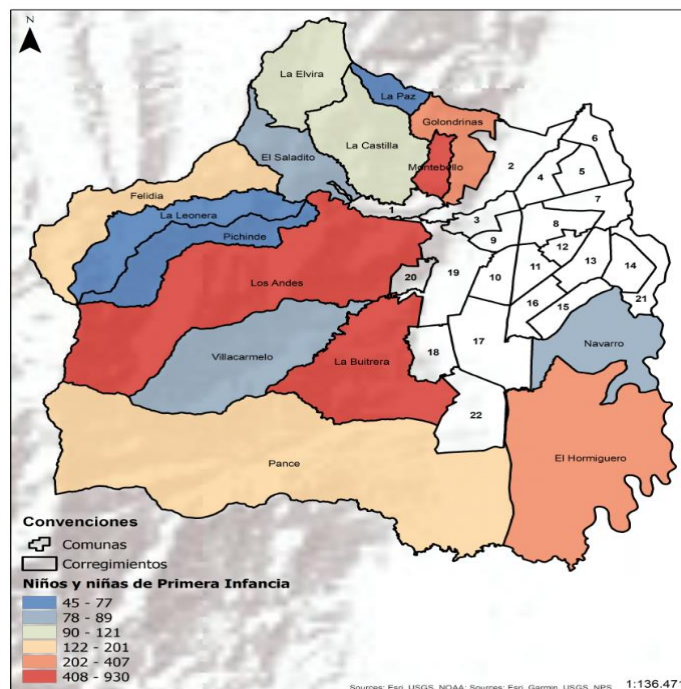 N
La Elvira
La Paz
Golondrinas
La Castilla
Montebello
El Saladito
Felidia
La Leonera
Pichinde
Los Andes
Villacarmelo
La Buitrera
Pance
Navarro
El Hormiguero
1
2
3
4
5
6
7
8
9
10
11
12
13
14
15
16
17
18
19
20
21
22
Convenciones
Comunas
Corregimientos
Niños y niñas de Primera Infancia
45 - 77
78 - 89
90 - 121
122 - 201
202 - 407
408 - 930
Sources: Esri, USGS, NOAA; Sources: Esri, Garmin, USGS, NPS
1:136.471